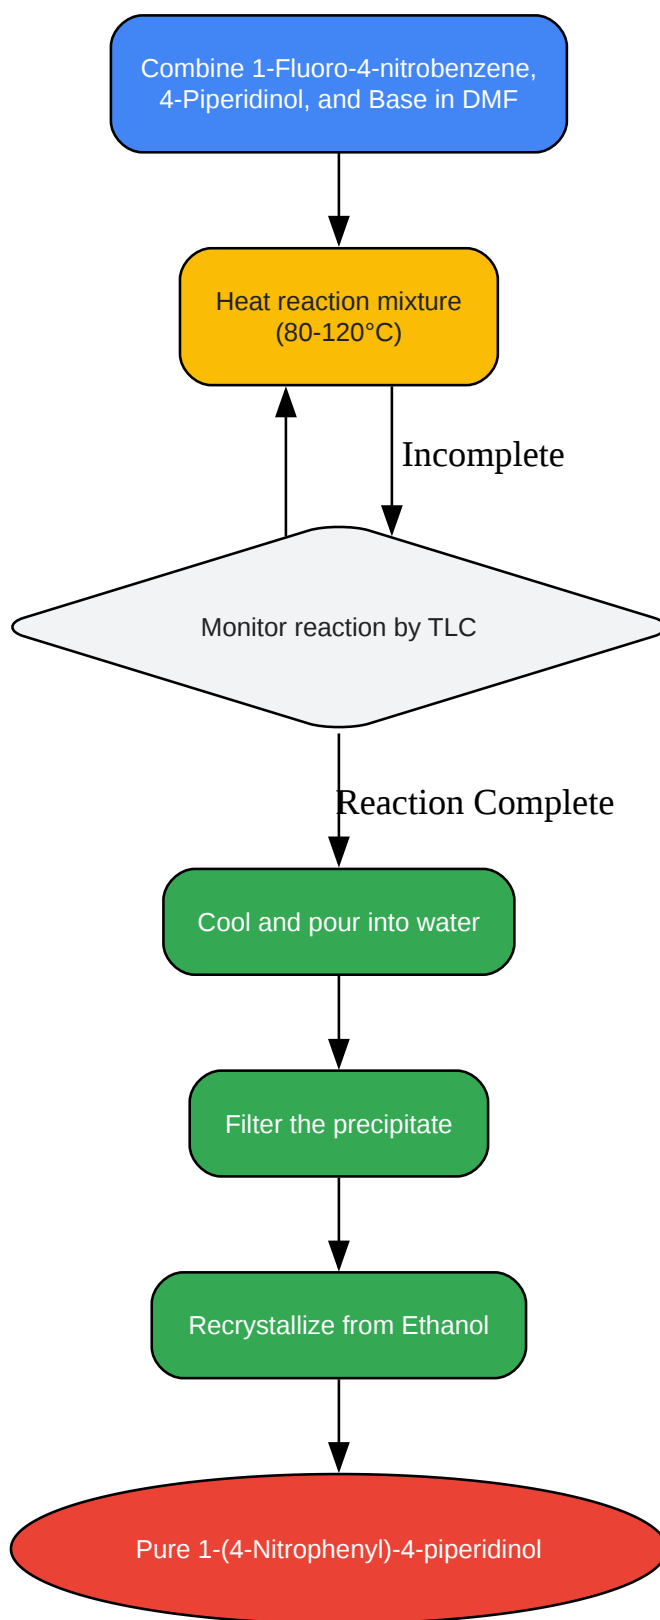 Combine 1-Fluoro-4-nitrobenzene,
4-Piperidinol, and Base in DMF
Heat reaction mixture
(80-120°C)
Incomplete
Monitor reaction by TLC
Reaction Complete
Cool and pour into water
Filter the precipitate
Recrystallize from Ethanol
Pure 1-(4-Nitrophenyl)-4-piperidinol